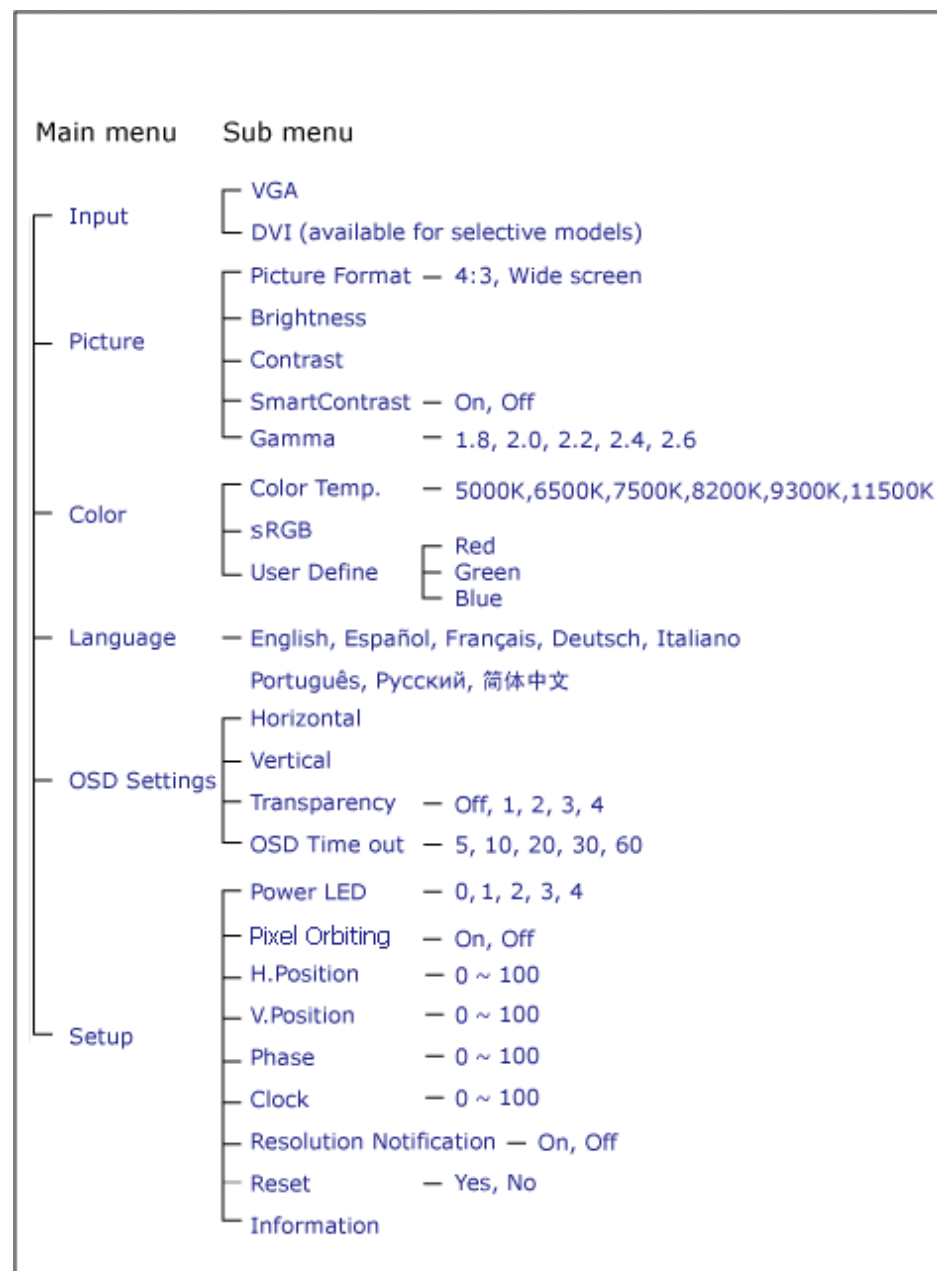 Main menu Sub menu
VGA
Input
DVI (available for selective models)
Picture Format — 4:3, Wide screen
Brightness
Picture
Contrast
SmartContrast — On, Off
Gamma — 1.8, 2.0, 2.2, 2.4, 2.6
Color Temp. — 5000K,6500K,7500K,8200K,9300K,11500K
Color
sRGB
Red
User Define Green
Blue
Language — English, Español, Français, Deutsch, Italiano
Português, Русский, 简体中文
Horizontal
Vertical
OSD Settings
Transparency — Off, 1, 2, 3, 4
OSD Time out — 5, 10, 20, 30, 60
Power LED — 0, 1, 2, 3, 4
Pixel Orbiting — On, Off
H.Position — 0 ~ 100
V.Position — 0 ~ 100
Setup
Phase — 0 ~ 100
Clock — 0 ~ 100
Resolution Notification — On, Off
Reset — Yes, No
Information